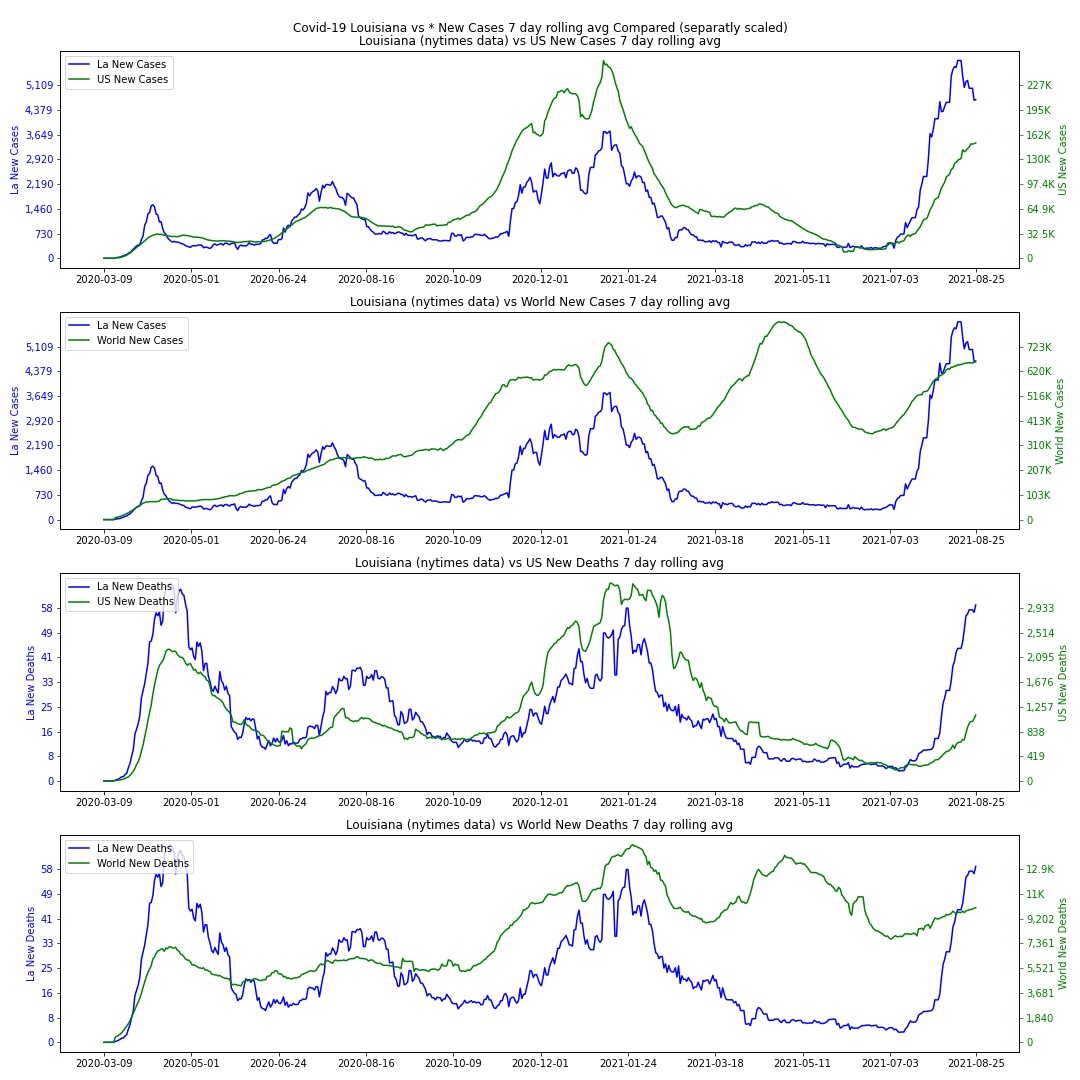 Covid-19 Louisiana vs * New Cases 7 day rolling avg Compared (separatly scaled)
Louisiana (nytimes data) vs US New Cases 7 day rolling avg
La New Cases
US New Cases
5,109
4,379
3,649
2,920
2,190
1,460
730
0
La New Cases
227K
195K
162K
130K
97.4K
64.9K
32.5K
0
US New Cases
2020-03-09 2020-05-01 2020-06-24 2020-08-16 2020-10-09 2020-12-01 2021-01-24 2021-03-18 2021-05-11 2021-07-03 2021-08-25
Louisiana (nytimes data) vs World New Cases 7 day rolling avg
La New Cases
World New Cases
5,109
4,379
3,649
2,920
2,190
1,460
730
0
La New Cases
723K
620K
516K
413K
310K
207K
103K
0
World New Cases
2020-03-09 2020-05-01 2020-06-24 2020-08-16 2020-10-09 2020-12-01 2021-01-24 2021-03-18 2021-05-11 2021-07-03 2021-08-25
Louisiana (nytimes data) vs US New Deaths 7 day rolling avg
La New Deaths
US New Deaths
58
49
41
33
25
16
8
0
La New Deaths
2,933
2,514
2,095
1,676
1,257
838
419
0
US New Deaths
2020-03-09 2020-05-01 2020-06-24 2020-08-16 2020-10-09 2020-12-01 2021-01-24 2021-03-18 2021-05-11 2021-07-03 2021-08-25
Louisiana (nytimes data) vs World New Deaths 7 day rolling avg
La New Deaths
World New Deaths
58
49
41
33
25
16
8
0
La New Deaths
12.9K
11K
9,202
7,361
5,521
3,681
1,840
0
World New Deaths
2020-03-09 2020-05-01 2020-06-24 2020-08-16 2020-10-09 2020-12-01 2021-01-24 2021-03-18 2021-05-11 2021-07-03 2021-08-25